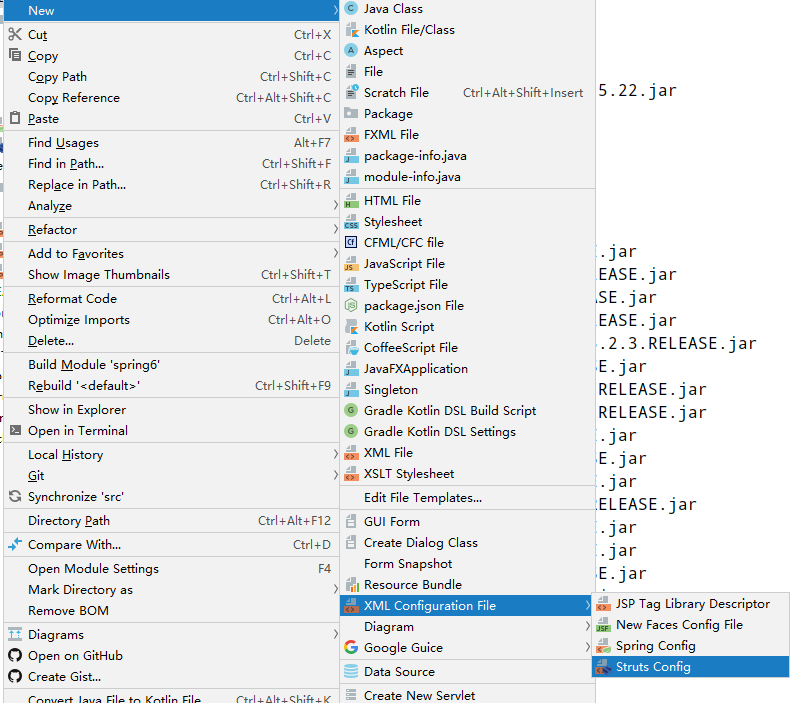 New
Cut Ctrl+X
Copy Ctrl+C
Copy Path Ctrl+Shift+C
Copy Reference Ctrl+Alt+Shift+C
Paste Ctrl+V
Find Usages Alt+F7
Find in Path... Ctrl+Shift+F
Replace in Path... Ctrl+Shift+R
Analyze
Refactor
Add to Favorites
Show Image Thumbnails Ctrl+Shift+T
Reformat Code Ctrl+Alt+L
Optimize Imports Ctrl+Alt+O
Delete... Delete
Build Module 'spring6'
Rebuild '<default>' Ctrl+Shift+F9
Show in Explorer
Open in Terminal
Local History
Git
Synchronize 'src'
Directory Path Ctrl+Alt+F12
Compare With... Ctrl+D
Open Module Settings F4
Mark Directory as
Remove BOM
Diagrams
Open on GitHub
Create Gist...
Convert Java File to Kotlin File Ctrl+Alt+Shift+K
Java Class
Kotlin File/Class
Aspect
File
Scratch File Ctrl+Alt+Shift+Insert
Package
FXML File
package-info.java
module-info.java
HTML File
Stylesheet
CFML/CFC file
JavaScript File
TypeScript File
package.json File
Kotlin Script
CoffeeScript File
JavaFXApplication
Singleton
Gradle Kotlin DSL Build Script
Gradle Kotlin DSL Settings
XML File
XSLT Stylesheet
Edit File Templates...
GUI Form
Create Dialog Class
Form Snapshot
Resource Bundle
XML Configuration File
Diagram
Google Guice
Data Source
Create New Servlet
JSP Tag Library Descriptor
New Faces Config File
Spring Config
Struts Config
5.22.jar
.jar
EASE.jar
ASE.jar
EASE.jar
.2.3.RELEASE.jar
E.jar
RELEASE.jar
RELEASE.jar
.jar
SE.jar
.jar
ELEASE.jar
.jar
.jar
SE.jar